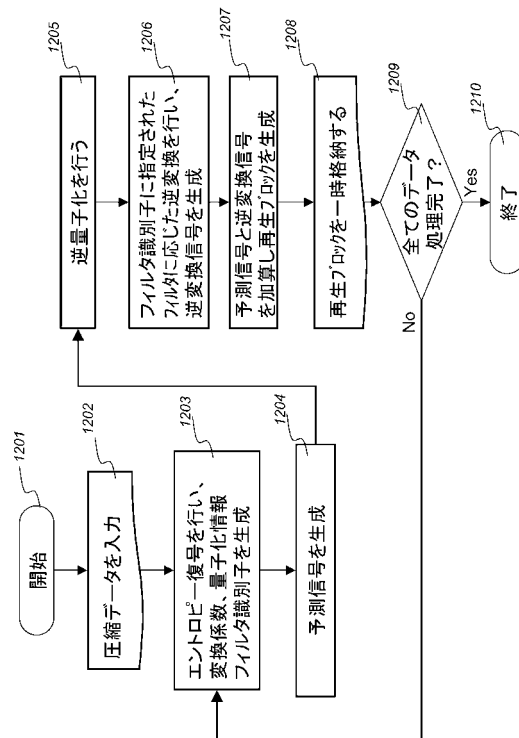 1201
開始
1202
圧縮データを入力
1203
エントロピー復号を行い、
変換係数、量子化情報
フィルタ識別子を生成
1204
予測信号を生成
1205
逆量子化を行う
1206
フィルタ識別子に指定された
フィルタに応じた逆変換を行い、
逆変換信号を生成
1207
予測信号と逆変換信号
を加算し再生ブロックを生成
1208
再生ブロックを一時格納する
1209
全てのデータ
処理完了？
No
Yes
1210
終了